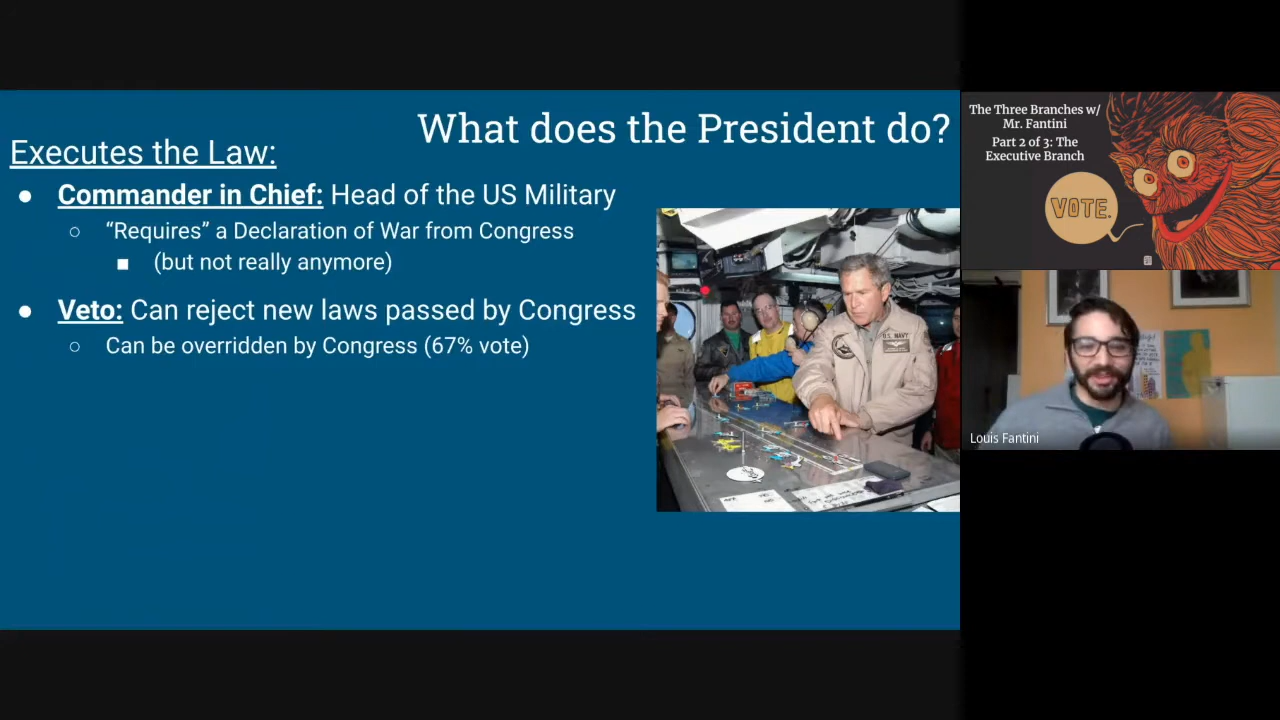 What does the President do?
Executes the Law:
● Commander in Chief: Head of the US Military
○ “Requires” a Declaration of War from Congress
■ (but not really anymore)
● Veto: Can reject new laws passed by Congress
○ Can be overridden by Congress (67% vote)
U.S. NAVY
The Three Branches w/
Mr. Fantini
Part 2 of 3: The
Executive Branch
VOTE.
Louis Fantini